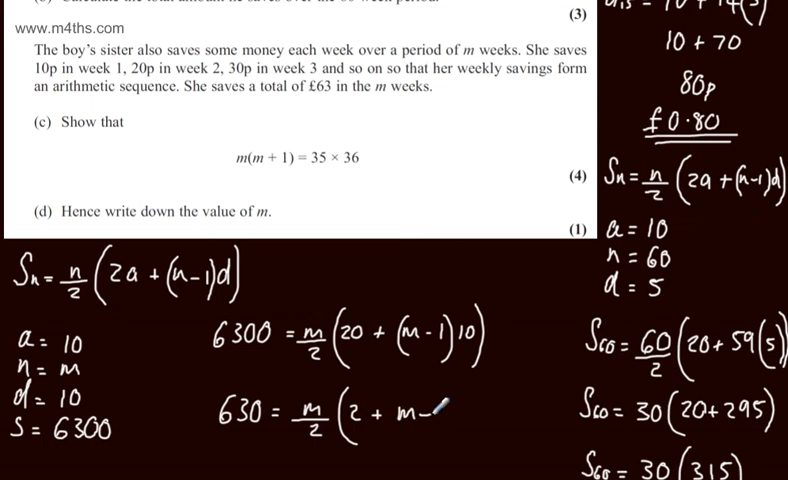 (3)
www.m4ths.com
The boy's sister also saves some money each week over a period of m weeks. She saves
10p in week 1, 20p in week 2, 30p in week 3 and so on so that her weekly savings form
an arithmetic sequence. She saves a total of £63 in the m weeks.
(c) Show that
m(m + 1) = 35 × 36
(4)
(d) Hence write down the value of m.
(1)
Sn = n/2 (2a + (n-1)d)
a = 10
n = m
d = 10
S = 6300
6300 = m/2 (20 + (m-1)10)
630 = m/2 (2 + m-
10 + 70
80p
£0.80
Sn = n/2 (2a + (n-1)d)
a = 10
n = 60
d = 5
S60 = 60/2 (20 + 59(5))
S60 = 30(20+295)
S60 = 30(315)